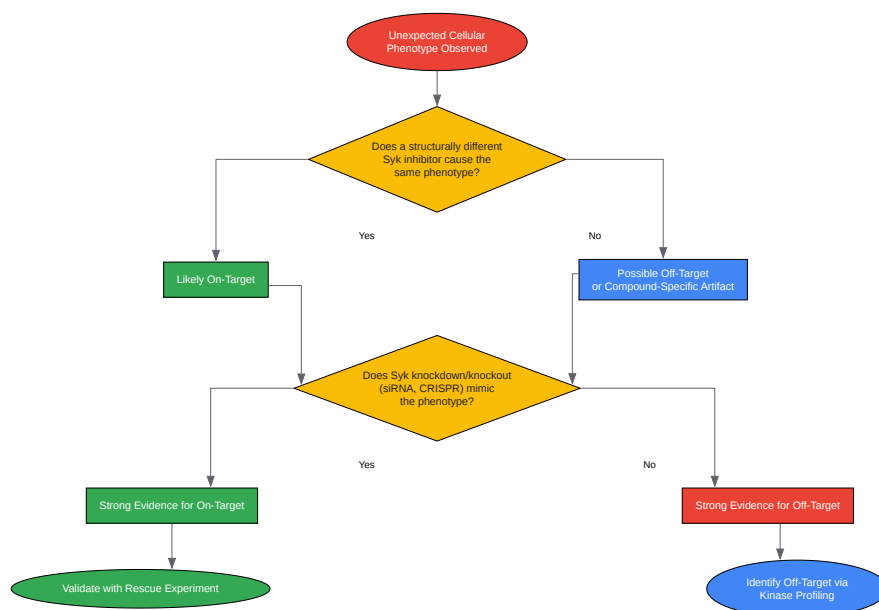 Unexpected Cellular
Phenotype Observed
Does a structurally different
Syk inhibitor cause the
same phenotype?
Yes
No
Likely On-Target
Possible Off-Target
or Compound-Specific Artifact
Does Syk knockdown/knockout
(siRNA, CRISPR) mimic
the phenotype?
Yes
No
Strong Evidence for On-Target
Strong Evidence for Off-Target
Validate with Rescue Experiment
Identify Off-Target via
Kinase Profiling